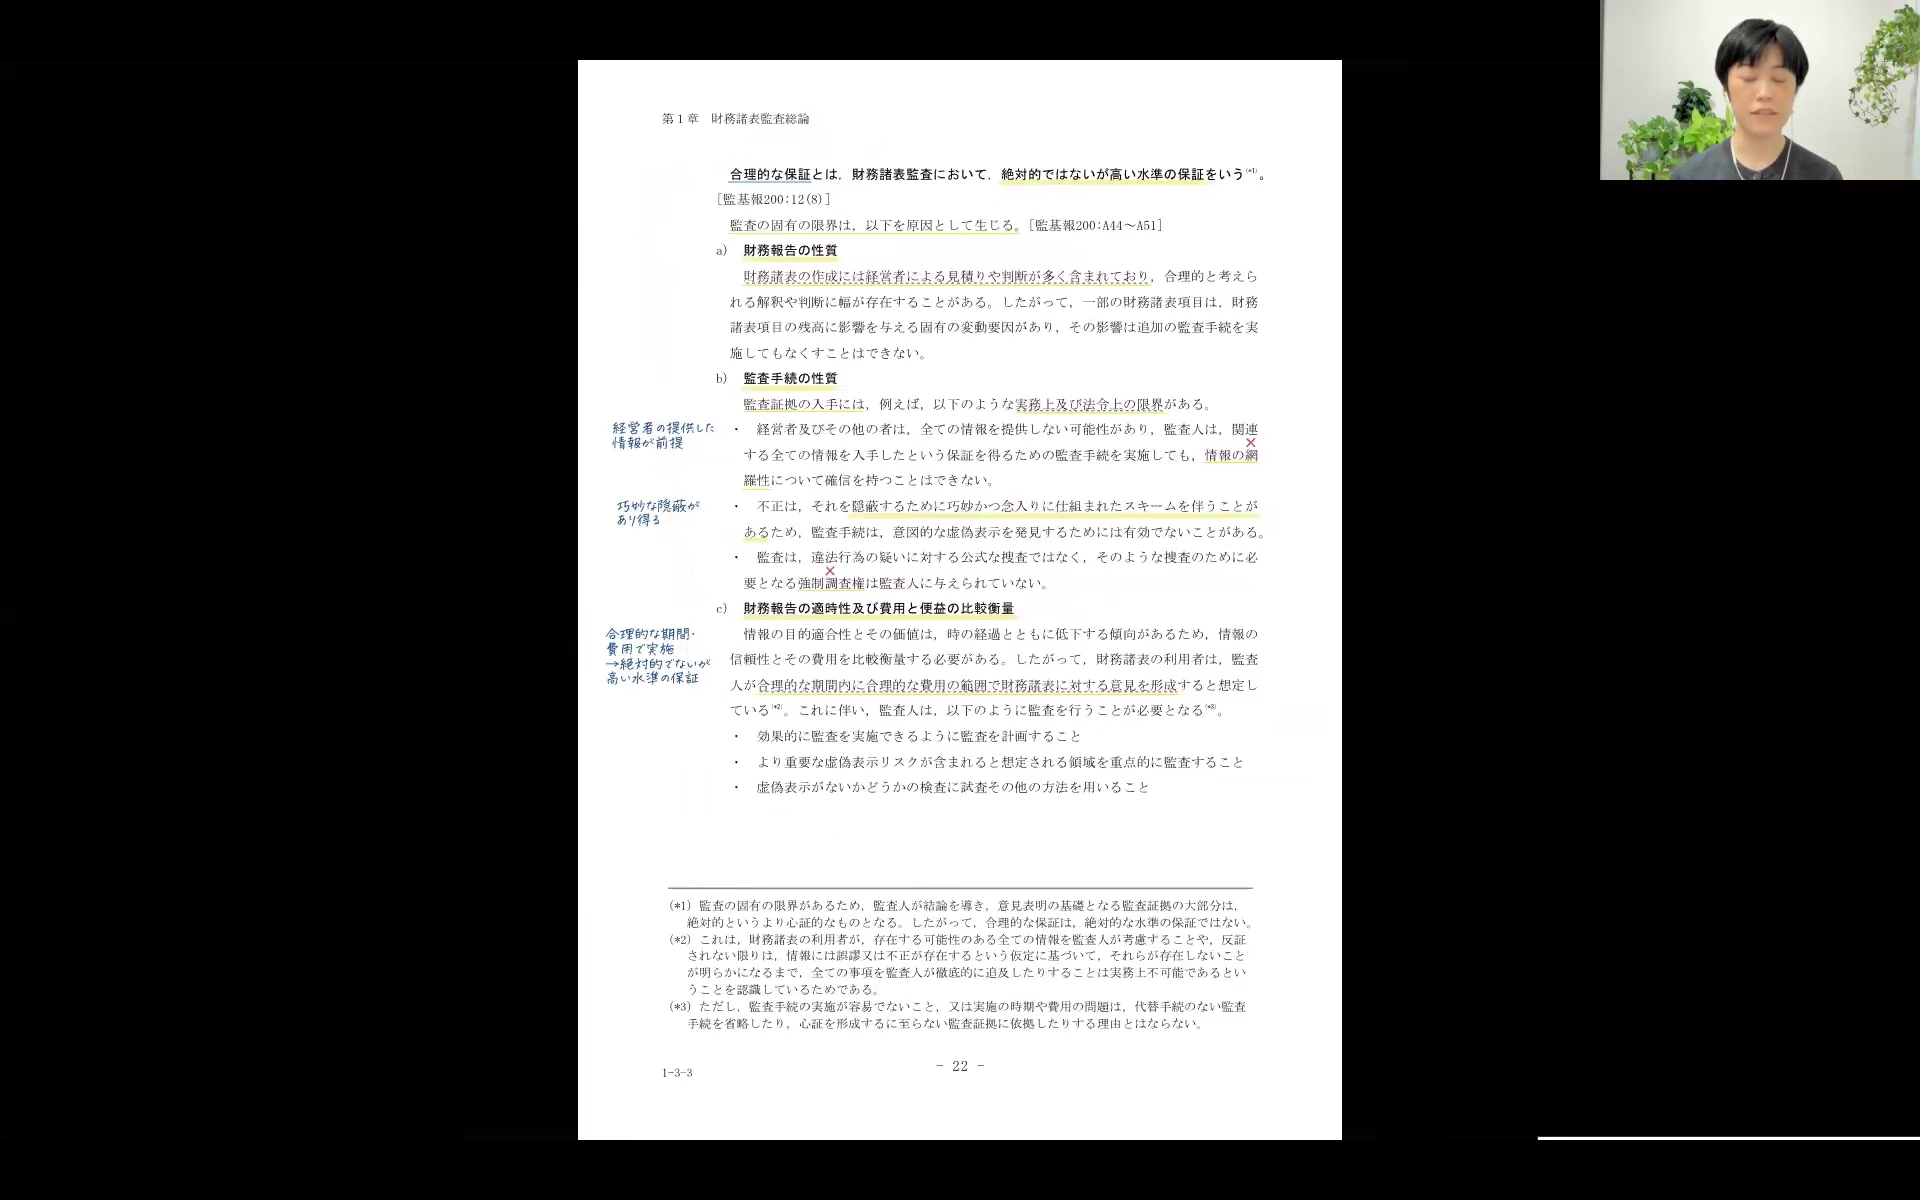 第1章 財務諸表監査総論
合理的な保証とは，財務諸表監査において，絶対的ではないが高い水準の保証をいう(*1)。
［監基報200：12(8)］
監査の固有の限界は，以下を原因として生じる。［監基報200：A44～A51］
a) 財務報告の性質
財務諸表の作成には経営者による見積りや判断が多く含まれており，合理的と考えら
れる解釈や判断に幅が存在することがある。したがって，一部の財務諸表項目は，財務
諸表項目の残高に影響を与える固有の変動要因があり，その影響は追加の監査手続を実
施してもなくすことはできない。
b) 監査手続の性質
監査証拠の入手には，例えば，以下のような実務上及び法令上の限界がある。
経営者の提供した
情報が前提
・ 経営者及びその他の者は，全ての情報を提供しない可能性があり，監査人は，関連
する全ての情報を入手したという保証を得るための監査手続を実施しても，情報の網
羅性について確信を持つことはできない。
巧妙な隠蔽が
あり得る
・ 不正は，それを隠蔽するために巧妙かつ念入りに仕組まれたスキームを伴うことが
あるため，監査手続は，意図的な虚偽表示を発見するためには有効でないことがある。
・ 監査は，違法行為の疑いに対する公式な捜査ではなく，そのような捜査のために必
要となる強制調査権は監査人に与えられていない。
c) 財務報告の適時性及び費用と便益の比較衡量
合理的な期間・
費用で実施
→絶対的でないが
高い水準の保証
情報の目的適合性とその価値は，時の経過とともに低下する傾向があるため，情報の
信頼性とその費用を比較衡量する必要がある。したがって，財務諸表の利用者は，監査
人が合理的な期間内に合理的な費用の範囲で財務諸表に対する意見を形成すると想定し
ている(*2)。これに伴い，監査人は，以下のように監査を行うことが必要となる(*3)。
・ 効果的に監査を実施できるように監査を計画すること
・ より重要な虚偽表示リスクが含まれると想定される領域を重点的に監査すること
・ 虚偽表示がないかどうかの検査に試査その他の方法を用いること
(*1) 監査の固有の限界があるため，監査人が結論を導き，意見表明の基礎となる監査証拠の大部分は，
絶対的というより心証的なものとなる。したがって，合理的な保証は，絶対的な水準の保証ではない。
(*2) これは，財務諸表の利用者が，存在する可能性のある全ての情報を監査人が考慮することや，反証
されない限りは，情報には誤謬又は不正が存在するという仮定に基づいて，それらが存在しないこと
が明らかになるまで，全ての事項を監査人が徹底的に追及したりすることは実務上不可能であるとい
うことを認識しているためである。
(*3) ただし，監査手続の実施が容易でないこと，又は実施の時期や費用の問題は，代替手続のない監査
手続を省略したり，心証を形成するに至らない監査証拠に依拠したりする理由とはならない。
- 22 -
1-3-3